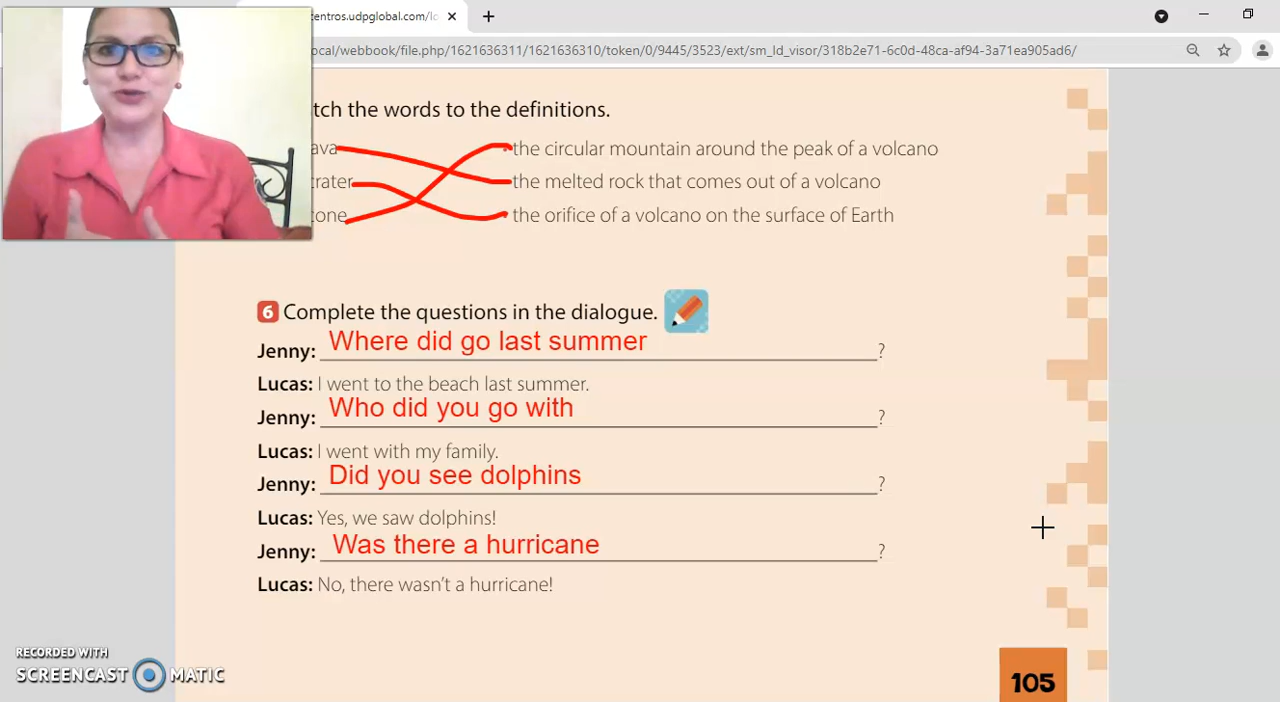 entros.udpglobal.com/lo
ocal/webbook/file.php/1621636311/1621636310/token/0/9445/3523/ext/sm_ld_visor/318b2e71-6c0d-48ca-af94-3a71ea905ad6/
tch the words to the definitions.
ava the circular mountain around the peak of a volcano
crater the melted rock that comes out of a volcano
cone the orifice of a volcano on the surface of Earth
6 Complete the questions in the dialogue.
Jenny: Where did go last summer ?
Lucas: I went to the beach last summer.
Jenny: Who did you go with ?
Lucas: I went with my family.
Jenny: Did you see dolphins ?
Lucas: Yes, we saw dolphins!
Jenny: Was there a hurricane ?
Lucas: No, there wasn't a hurricane!
RECORDED WITH
SCREENCAST MATIC
105